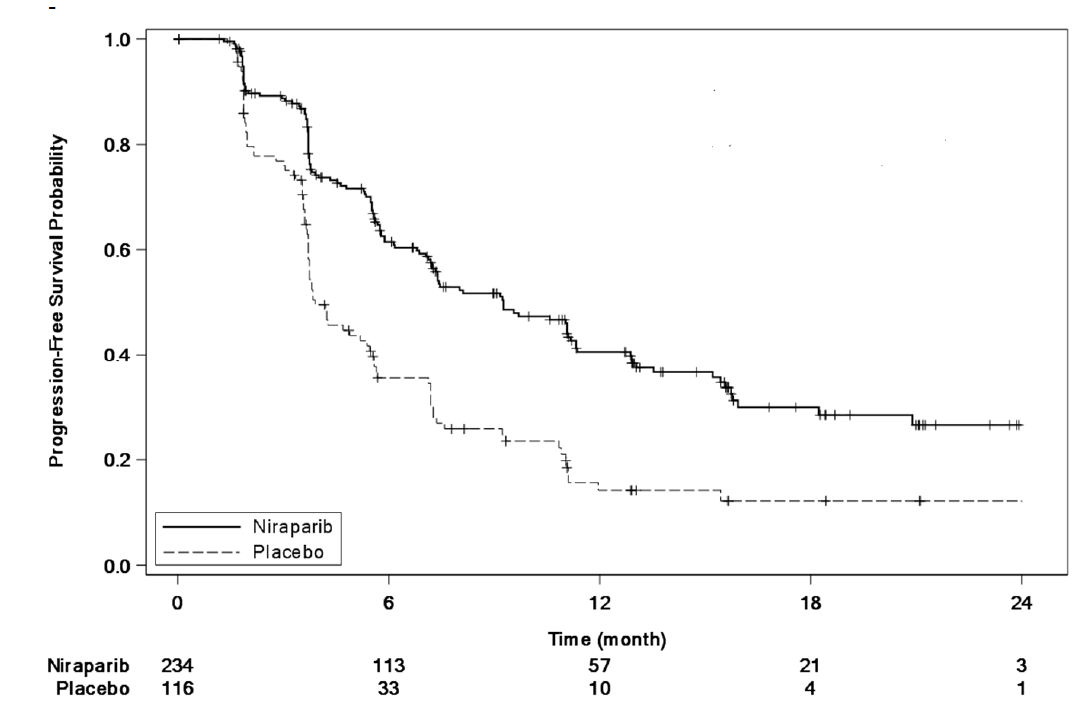 1.0
0.8
0.6
0.4
0.2
0.0
Progression-Free Survival Probability
Niraparib
Placebo
0 6 12 18 24
Time (month)
Niraparib 234 113 57 21 3
Placebo 116 33 10 4 1